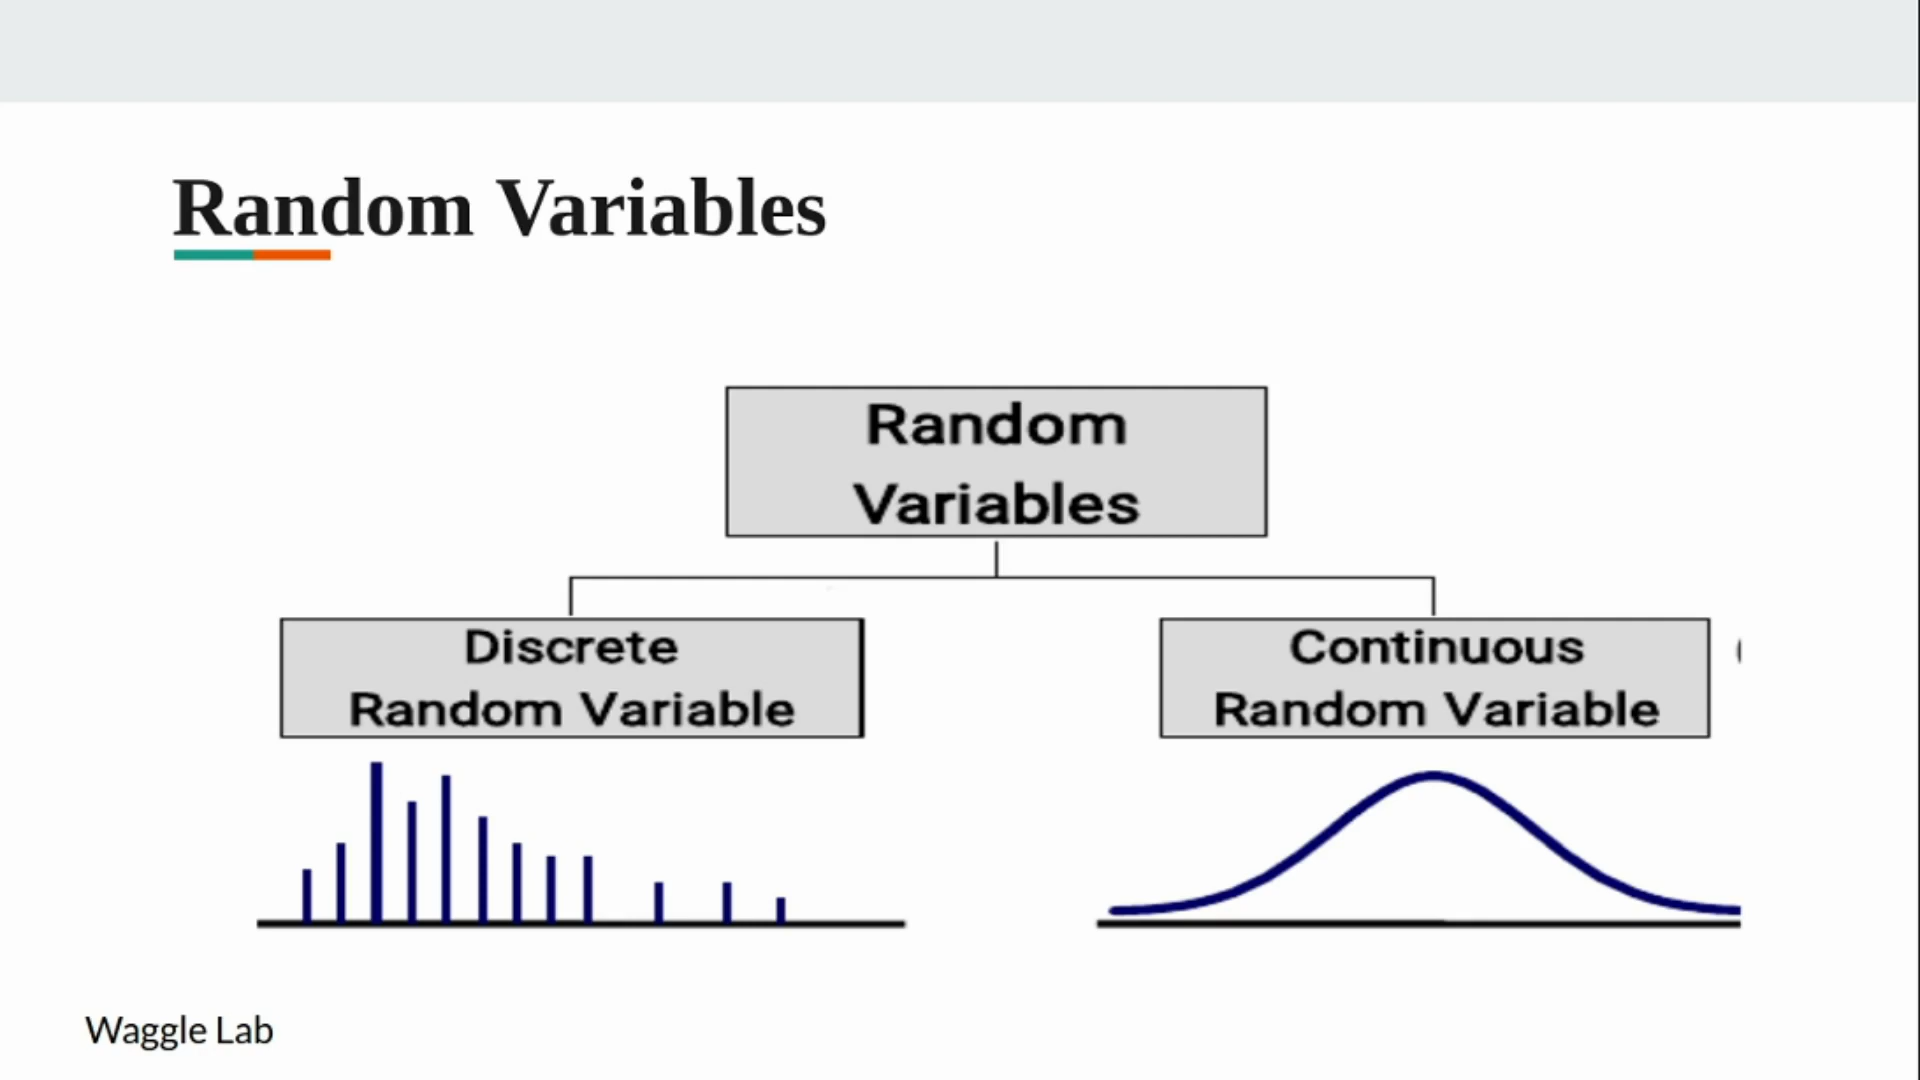 Random Variables
Random
Variables
Discrete
Random Variable
Continuous
Random Variable
Waggle Lab